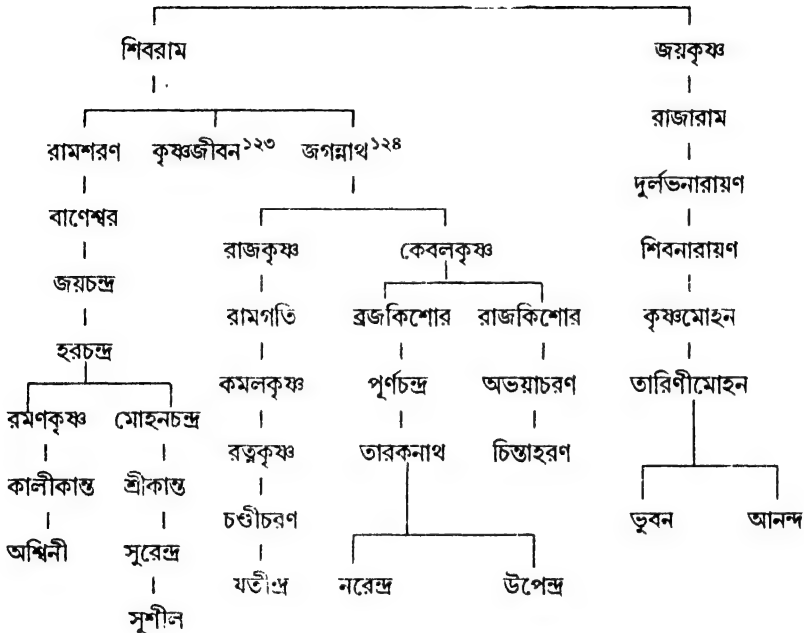 শিবরাম জয়কৃষ্ণ
রাজারাম
রামশরণ কৃষ্ণজীবন১২৩ জগন্নাথ১২৪
দুর্লভনারায়ণ
বাণেশ্বর
রাজকৃষ্ণ কেবলকৃষ্ণ শিবনারায়ণ
জয়চন্দ্র
রামগতি ব্রজকিশোর রাজকিশোর কৃষ্ণমোহন
হরচন্দ্র
কমলকৃষ্ণ পূর্ণচন্দ্র অভয়াচরণ তারিণীমোহন
রমণকৃষ্ণ মোহনচন্দ্র
রত্নকৃষ্ণ তারকনাথ চিন্তাহরণ
কালীকান্ত শ্রীকান্ত
চণ্ডীচরণ ভুবন আনন্দ
অশ্বিনী সুরেন্দ্র
যতীন্দ্র নরেন্দ্র উপেন্দ্র
সুশীল